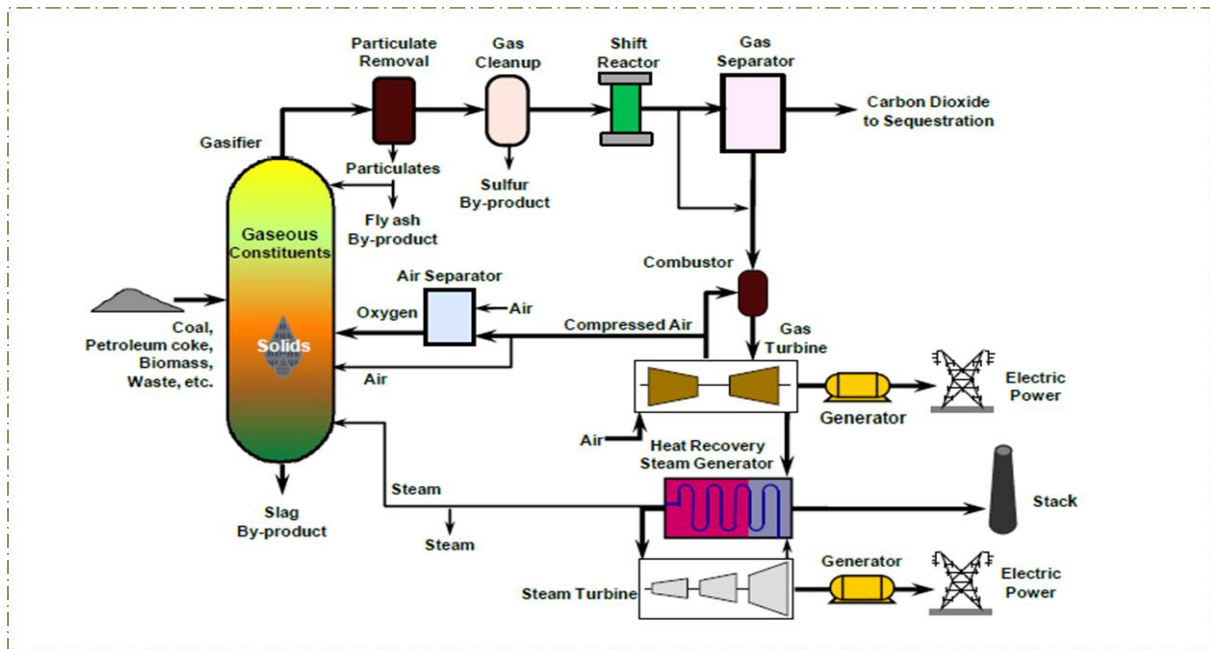 Particulate
Removal
Gas
Cleanup
Shift
Reactor
Gas
Separator
Carbon Dioxide
to Sequestration
Gasifier
Particulates
Sulfur
By-product
Fly ash
By-product
Gaseous
Constituents
Air Separator
Combustor
Oxygen
Air
Compressed Air
Gas
Turbine
Coal,
Petroleum coke,
Biomass,
Waste, etc.
Solids
Air
Electric
Power
Generator
Air
Heat Recovery
Steam Generator
Steam
Stack
Slag
By-product
Steam
Generator
Steam Turbine
Electric
Power